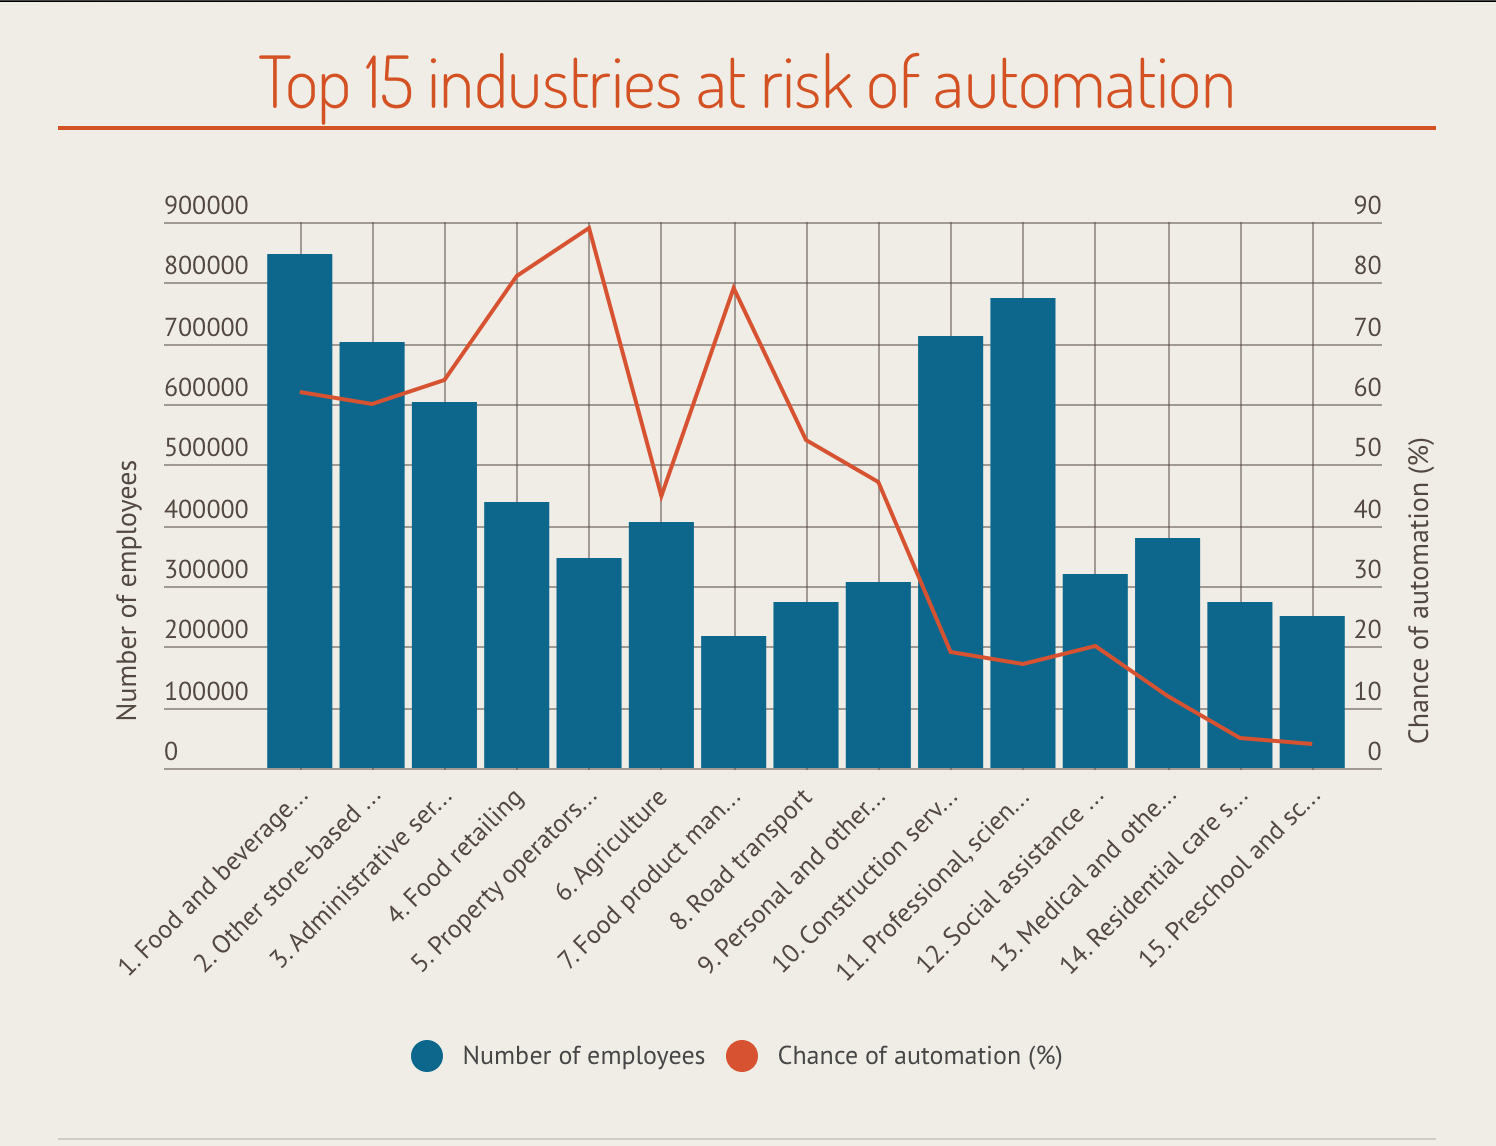 Top 15 industries at risk of automation
900000
800000
700000
600000
500000
400000
300000
200000
100000
0
Number of employees
90
80
70
60
50
40
30
20
10
0
Chance of automation (%)
1. Food and beverage...
2. Other store-based ...
3. Administrative ser...
4. Food retailing
5. Property operators...
6. Agriculture
7. Food product man...
8. Road transport
9. Personal and other...
10. Construction serv...
11. Professional, scien...
12. Social assistance ...
13. Medical and othe...
14. Residential care s...
15. Preschool and sc...
Number of employees
Chance of automation (%)